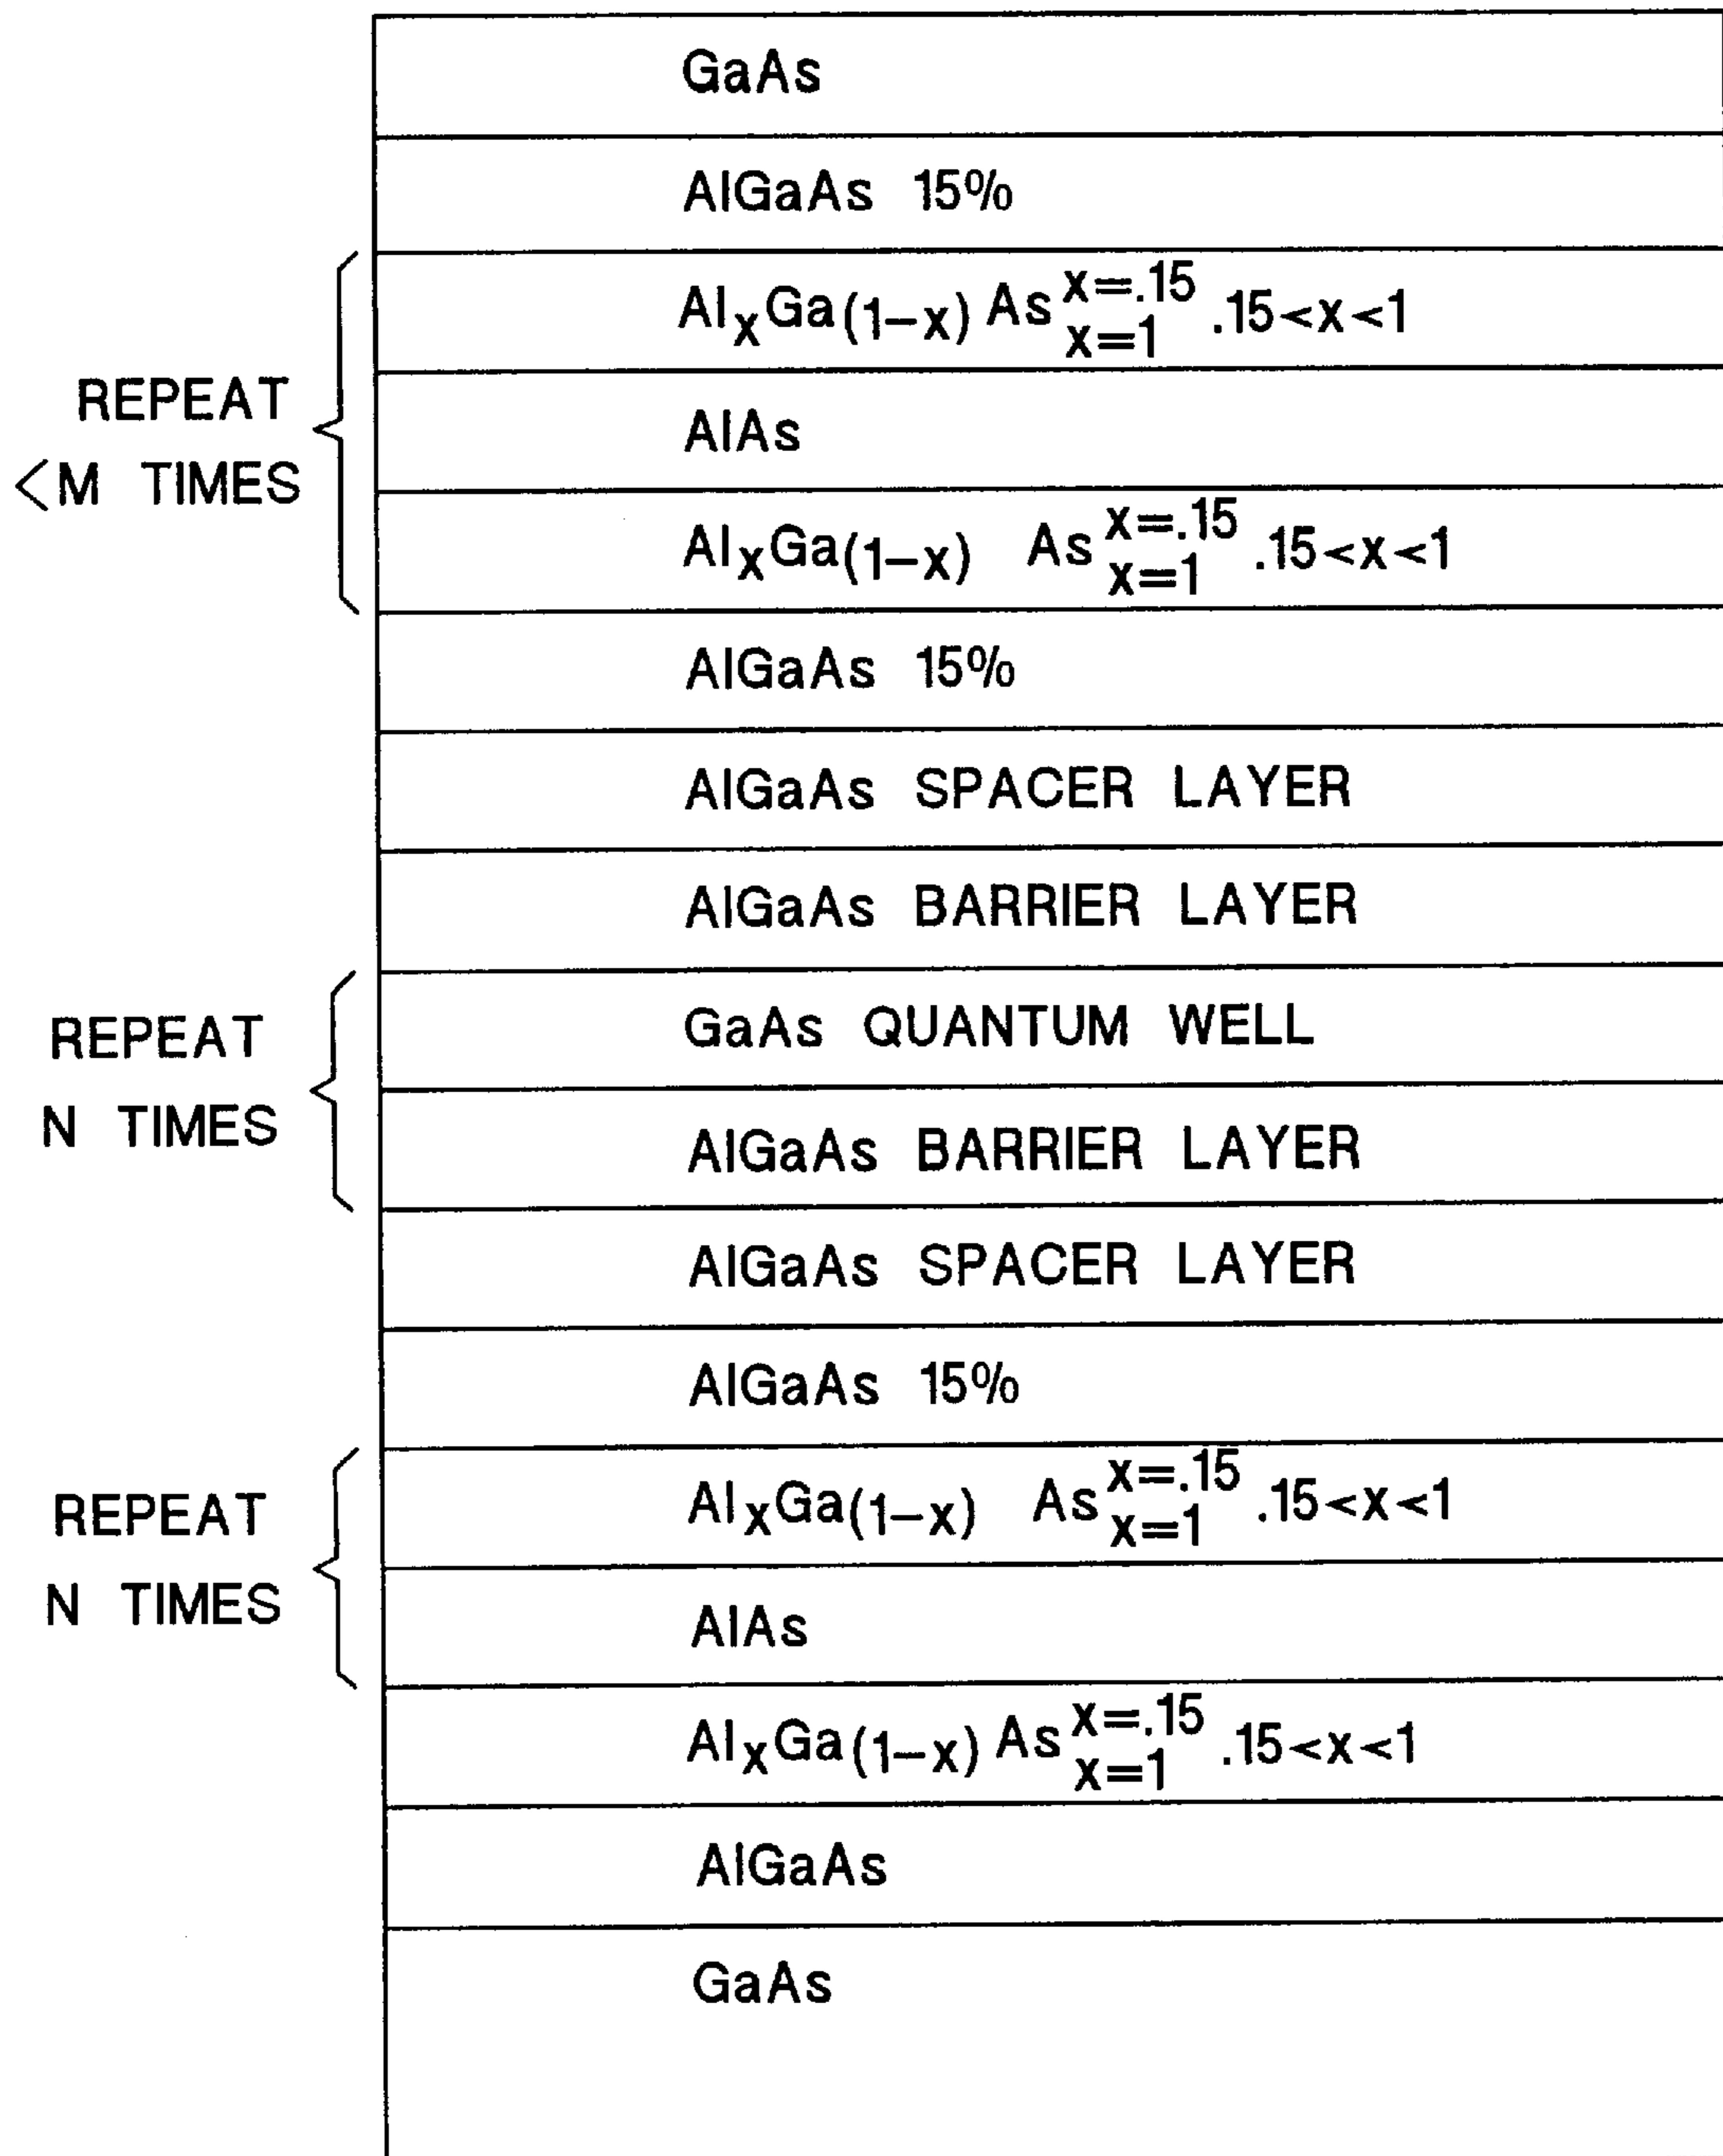 GaAs
AlGaAs 15%
AlxGa(1-x) As x=.15 x=1 .15<x<1
REPEAT
<M TIMES
AlAs
AlxGa(1-x) As x=.15 x=1 .15<x<1
AlGaAs 15%
AlGaAs SPACER LAYER
AlGaAs BARRIER LAYER
REPEAT
N TIMES
GaAs QUANTUM WELL
AlGaAs BARRIER LAYER
AlGaAs SPACER LAYER
AlGaAs 15%
REPEAT
N TIMES
AlxGa(1-x) As x=.15 x=1 .15<x<1
AlAs
AlxGa(1-x) As x=.15 x=1 .15<x<1
AlGaAs
GaAs